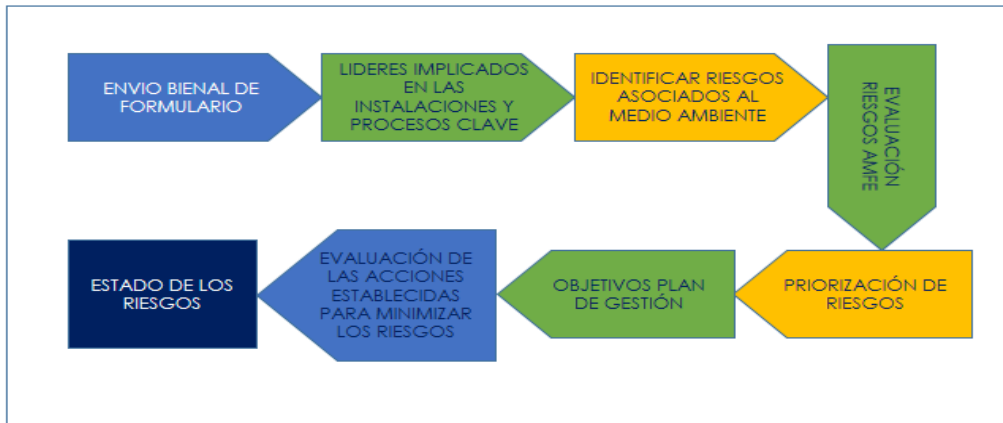 ENVIO BIENAL DE
FORMULARIO
LIDERES IMPLICADOS
EN LAS
INSTALACIONES Y
PROCESOS CLAVE
IDENTIFICAR RIESGOS
ASOCIADOS AL
MEDIO AMBIENTE
EVALUACIÓN
RIESGOS AMFE
PRIORIZACIÓN DE
RIESGOS
OBJETIVOS PLAN
DE GESTIÓN
EVALUACIÓN DE
LAS ACCIONES
ESTABLECIDAS
PARA MINIMIZAR
LOS RIESGOS
ESTADO DE LOS
RIESGOS